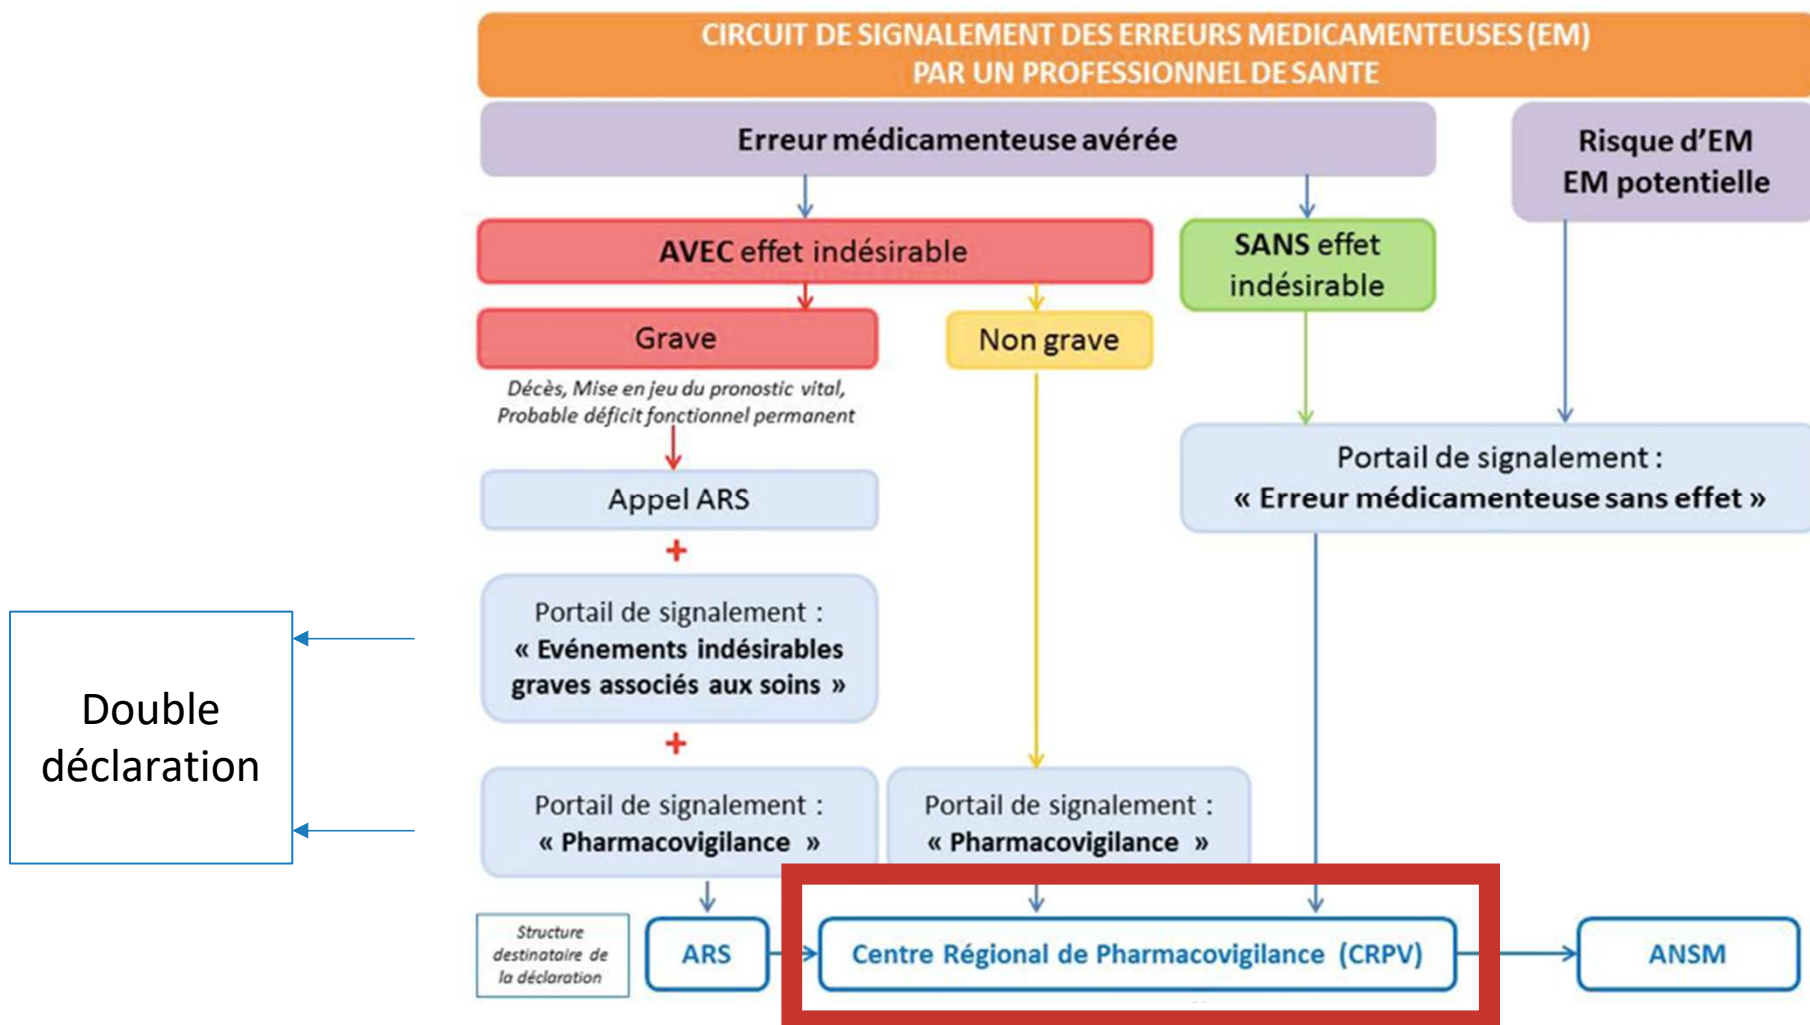 CIRCUIT DE SIGNALEMENT DES ERREURS MEDICAMENTEUSES (EM)
PAR UN PROFESSIONNEL DE SANTE
Erreur médicamenteuse avérée
Risque d'EM
EM potentielle
AVEC effet indésirable
SANS effet
indésirable
Grave
Non grave
Décès, Mise en jeu du pronostic vital,
Probable déficit fonctionnel permanent
Appel ARS
Portail de signalement :
« Erreur médicamenteuse sans effet »
+
Portail de signalement :
« Evénements indésirables
graves associés aux soins »
Double
déclaration
+
Portail de signalement :
« Pharmacovigilance »
Portail de signalement :
« Pharmacovigilance »
Structure
destinataire de
la déclaration
ARS
Centre Régional de Pharmacovigilance (CRPV)
ANSM